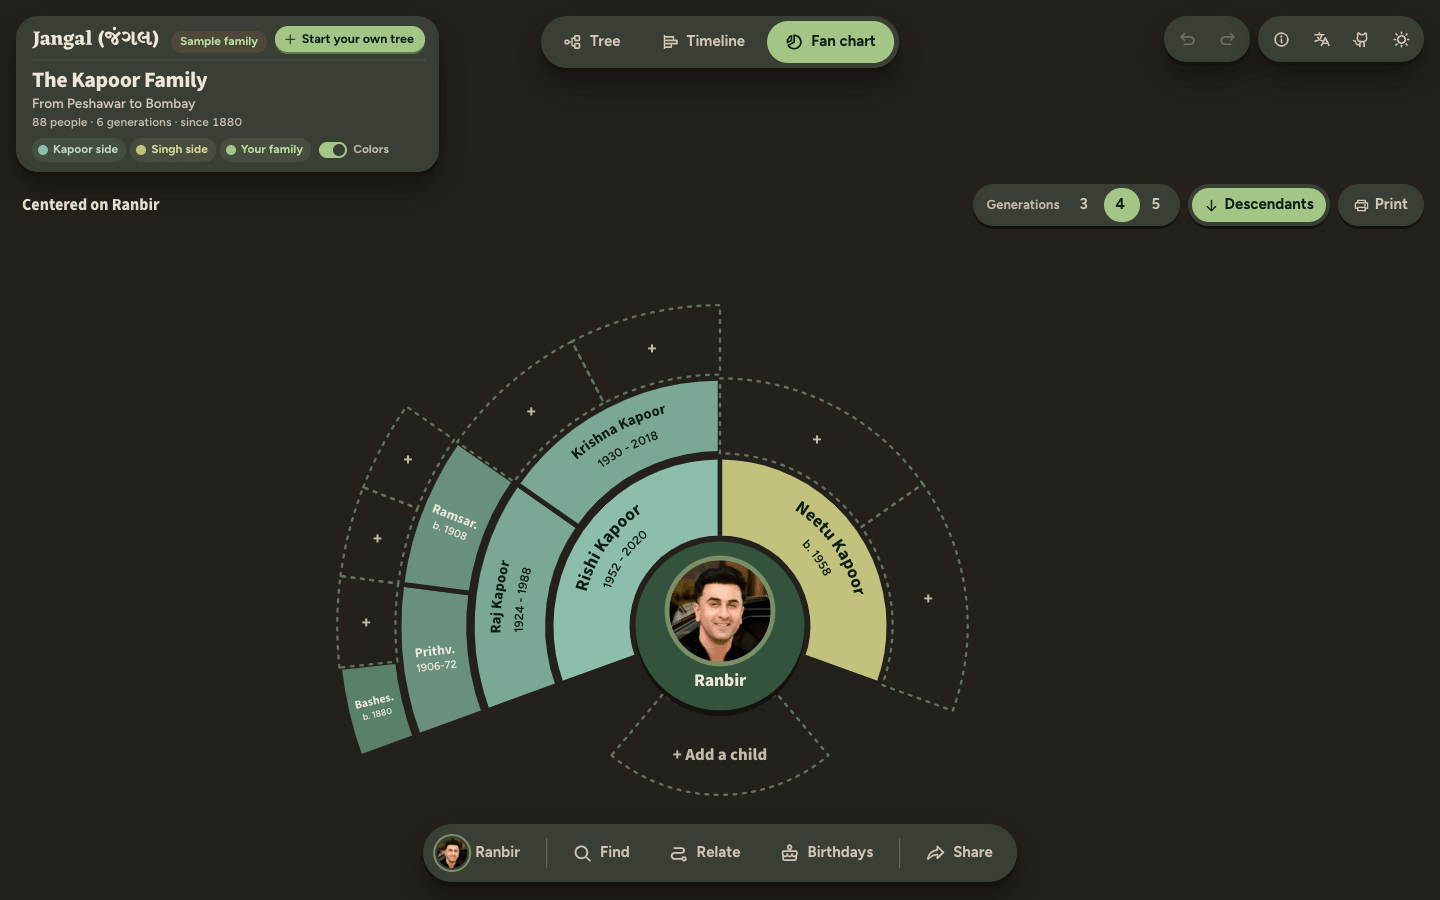 Jangal (જંગલ)
Sample family
+ Start your own tree
The Kapoor Family
From Peshawar to Bombay
88 people · 6 generations · since 1880
Kapoor side
Singh side
Your family
Colors
Tree
Timeline
Fan chart
Centered on Ranbir
Generations 3 4 5
↓ Descendants
Print
+
+
+
+
+
+
+
Krishna Kapoor
1930 - 2018
Ramsar.
b. 1908
Rishi Kapoor
1952 - 2020
Neetu Kapoor
b. 1958
Raj Kapoor
1924 - 1988
Prithv.
1906-72
Bashes.
b. 1880
Ranbir
+ Add a child
Ranbir
Find
Relate
Birthdays
Share